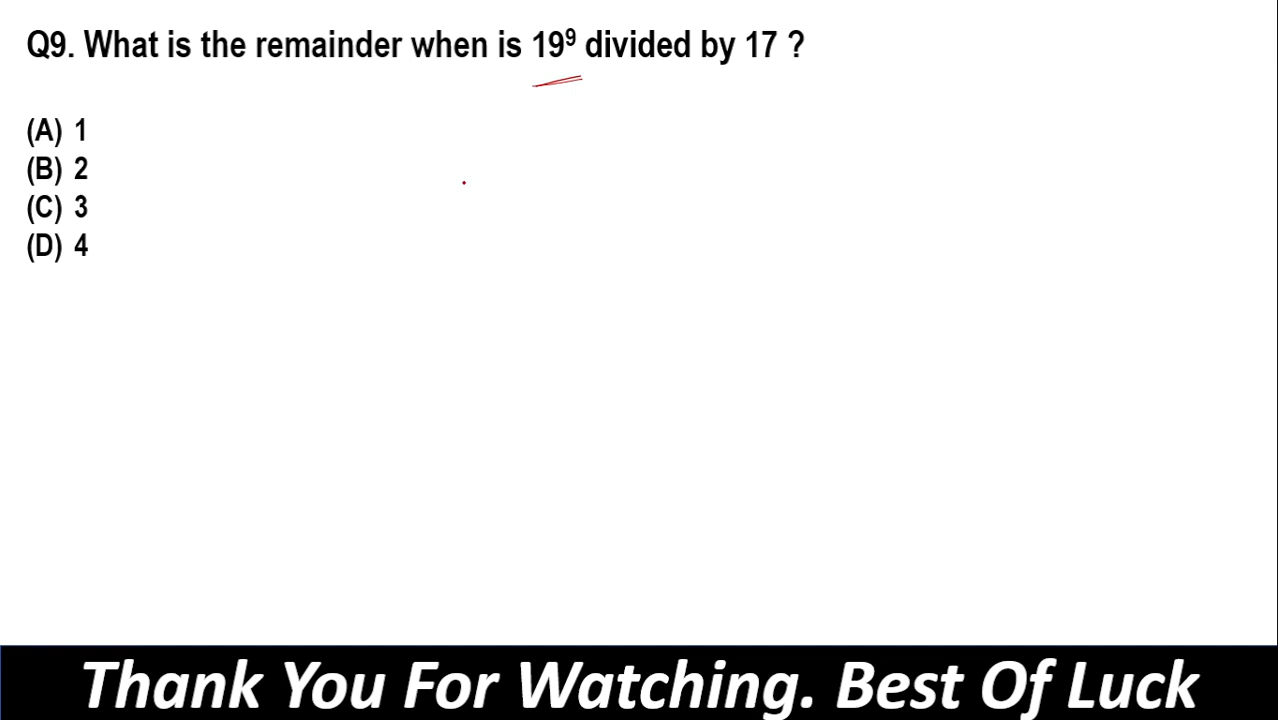 Q9. What is the remainder when is 19⁹ divided by 17 ?
(A) 1
(B) 2
(C) 3
(D) 4
Thank You For Watching. Best Of Luck